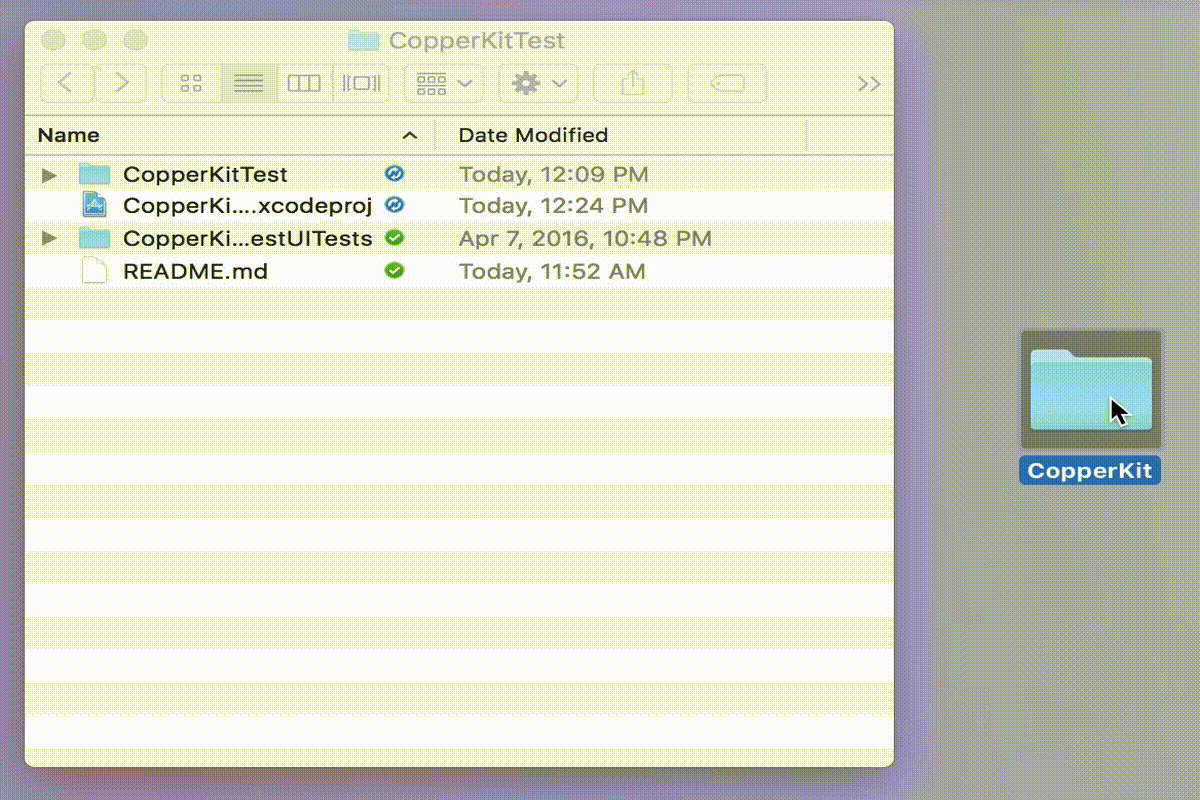 CopperKitTest
Name Date Modified
CopperKitTest Today, 12:09 PM
CopperKi....xcodeproj Today, 12:24 PM
CopperKi...estUITests Apr 7, 2016, 10:48 PM
README.md Today, 11:52 AM
CopperKit